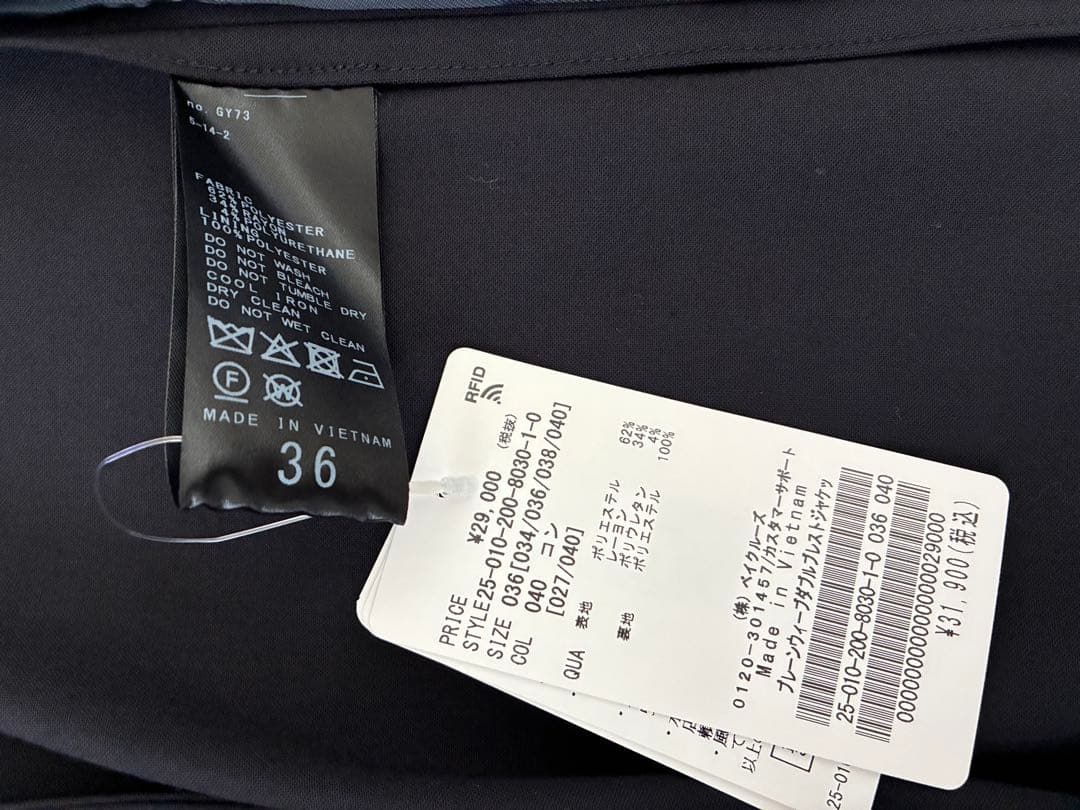 no. GY73
5-14-2
FABRIC
62%POLYESTER
34%RAYON
4%POLYURETHANE
LINING
100%POLYESTER
DO NOT WASH
DO NOT BLEACH
DO NOT TUMBLE DRY
COOL IRON
DRY CLEAN
DO NOT WET CLEAN
F
W
MADE IN VIETNAM
36
RFID
PRICE ¥29,000 (税抜)
STYLE25-010-200-8030-1-0
SIZE 036[034/036/038/040]
COL 040 コン
[027/040]
QUA 表地 ポリエステル 62%
レーヨン 34%
ポリウレタン 4%
裏地 ポリエステル 100%
(株)ベイクルーズ
0120-301457/カスタマーサポート
Made in Vietnam
プレーンウィーブダブルブレストジャケッ
25-010-200-8030-1-0 036 040
¥31,900(税込)
以上
25-01